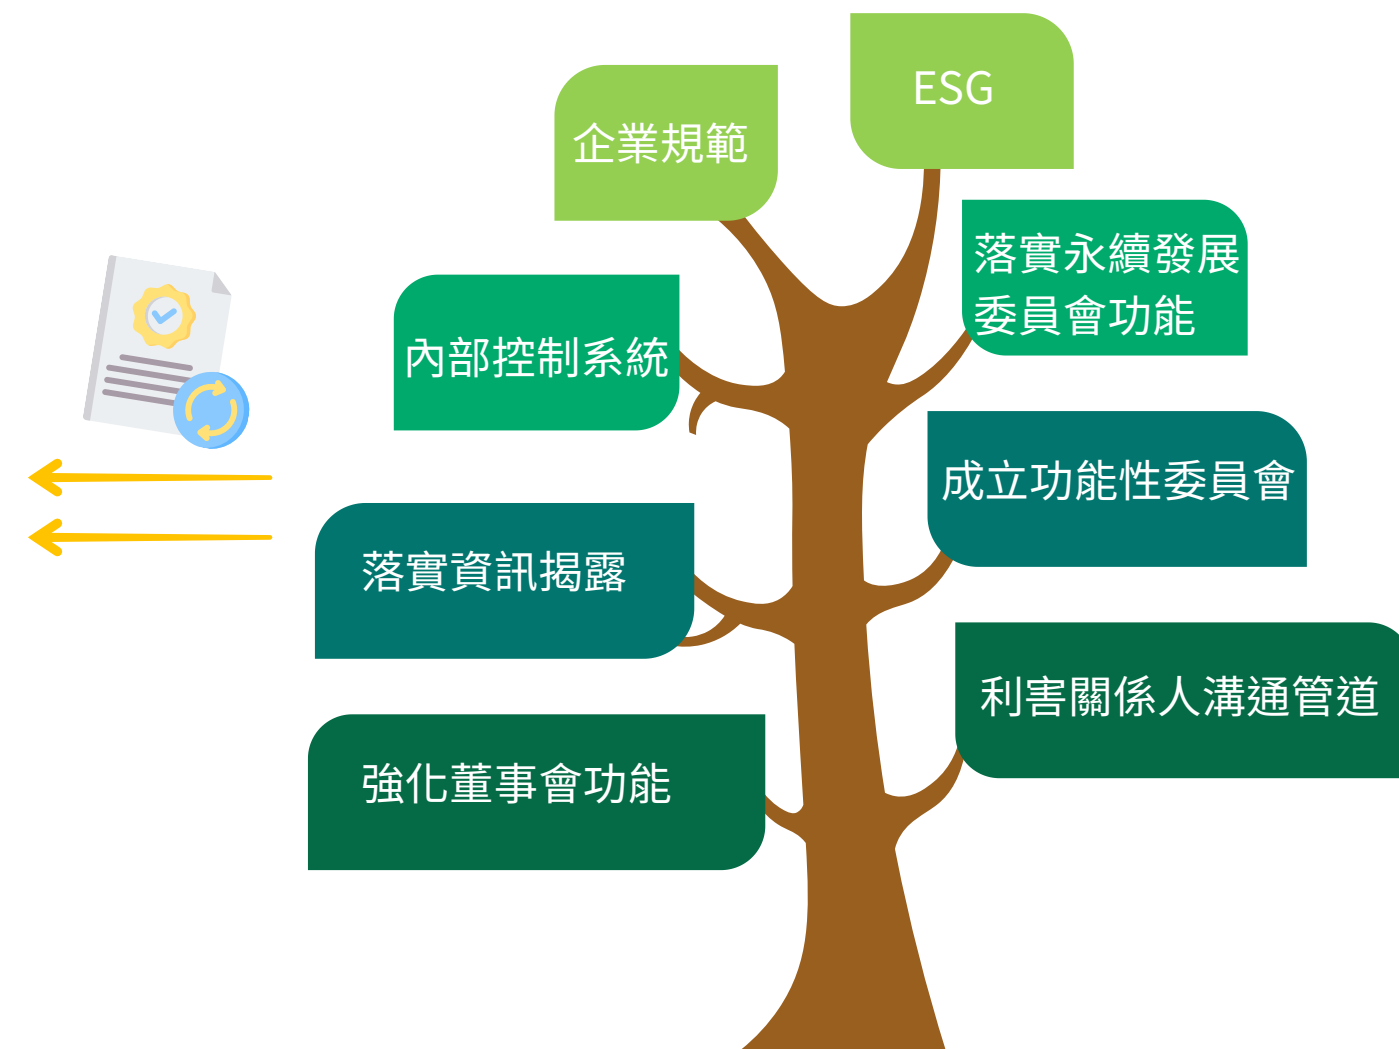 企業規範
ESG
內部控制系統
落實永續發展
委員會功能
落實資訊揭露
成立功能性委員會
強化董事會功能
利害關係人溝通管道